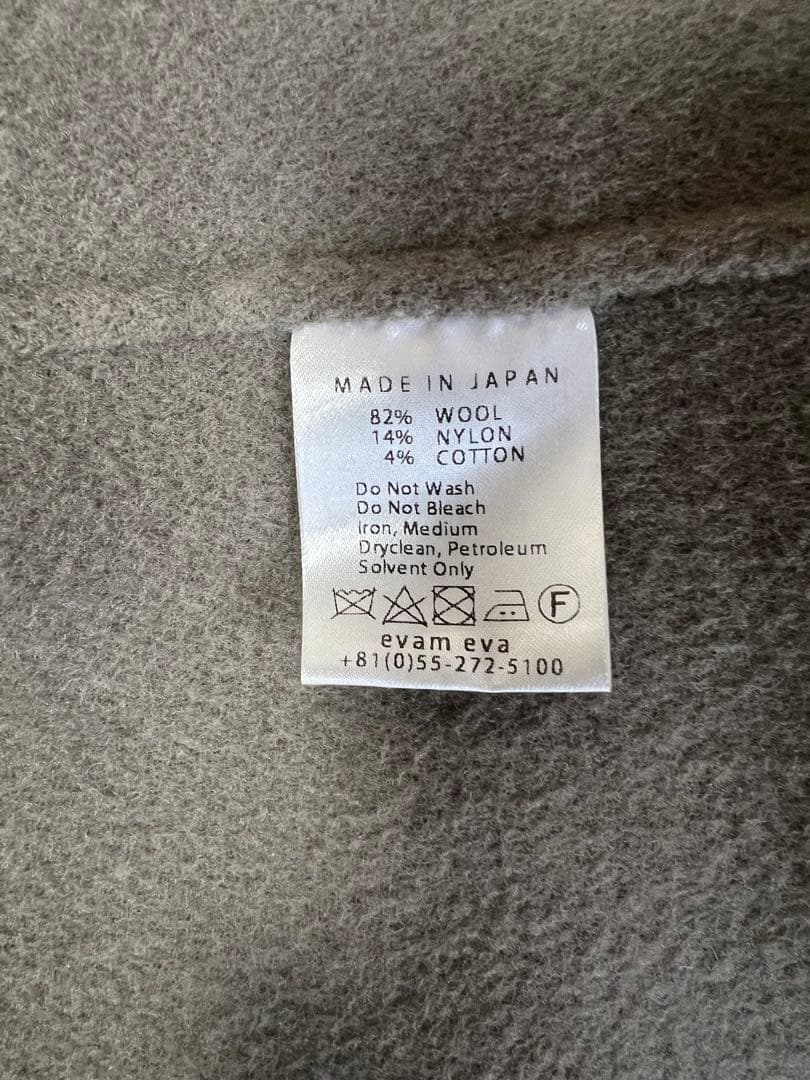 MADE IN JAPAN
82% WOOL
14% NYLON
4% COTTON
Do Not Wash
Do Not Bleach
Iron, Medium
Dryclean, Petroleum
Solvent Only
F
evam eva
+81(0)55-272-5100